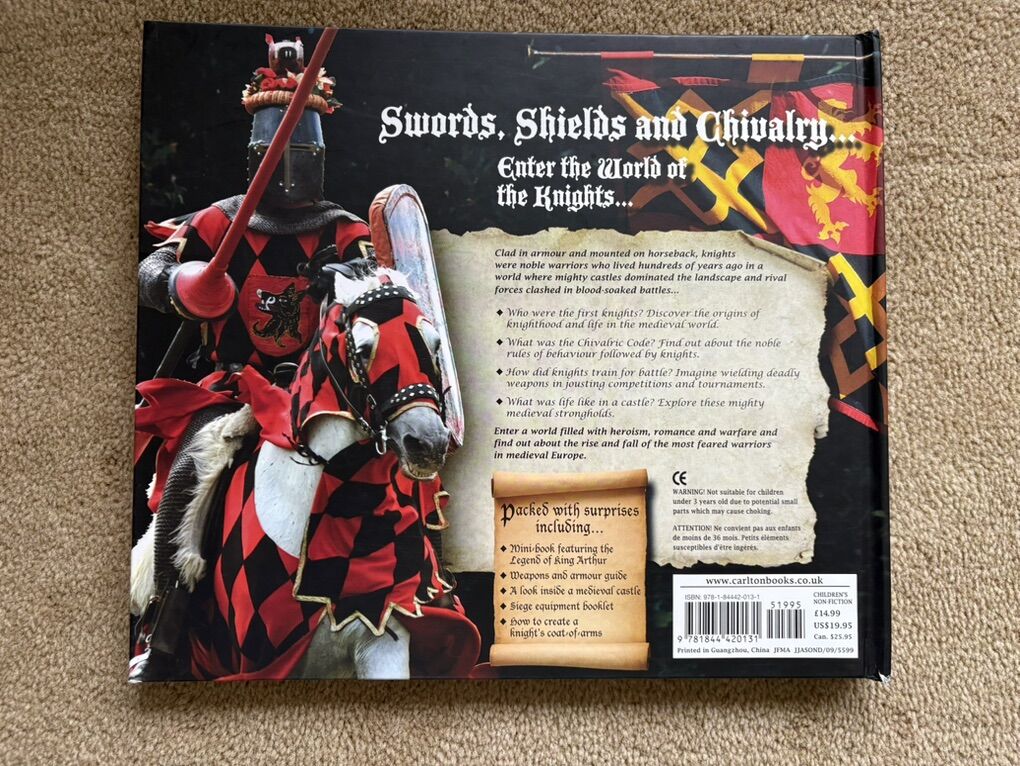 Swords, Shields and Chivalry...
Enter the World of
the Knights...
Clad in armour and mounted on horseback, knights
were noble warriors who lived hundreds of years ago in a
world where mighty castles dominated the landscape and rival
forces clashed in blood-soaked battles...
◆ Who were the first knights? Discover the origins of
knighthood and life in the medieval world.
◆ What was the Chivalric Code? Find out about the noble
rules of behaviour followed by knights.
◆ How did knights train for battle? Imagine wielding deadly
weapons in jousting competitions and tournaments.
◆ What was life like in a castle? Explore these mighty
medieval strongholds.
Enter a world filled with heroism, romance and warfare and
find out about the rise and fall of the most feared warriors
in medieval Europe.
Packed with surprises
including...
◆ Mini-book featuring the
Legend of King Arthur
◆ Weapons and armour guide
◆ A look inside a medieval castle
◆ Siege equipment booklet
◆ How to create a
knight's coat-of-arms
CE
WARNING! Not suitable for children
under 3 years old due to potential small
parts which may cause choking.
ATTENTION! Ne convient pas aux enfants
de moins de 36 mois. Petits éléments
susceptibles d'être ingérés.
www.carltonbooks.co.uk
ISBN: 978-1-84442-013-1
51995
9 781844 420131
CHILDREN'S
NON-FICTION
£14.99
US$19.95
Can. $25.95
Printed in Guangzhou, China JFMA JJASOND/09/5599